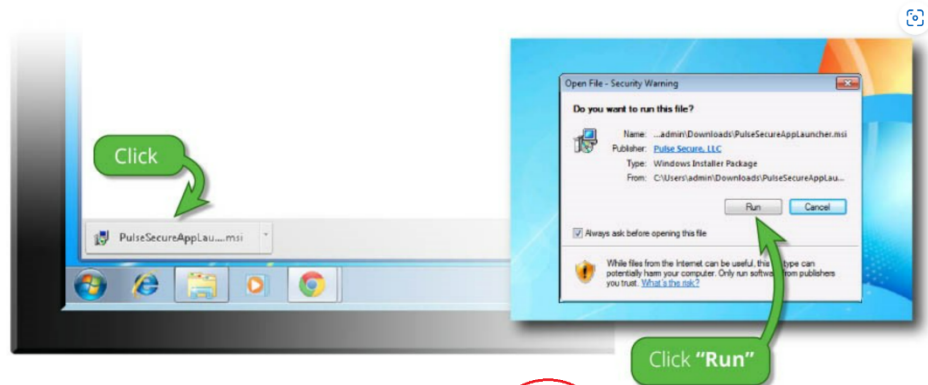 Click
PulseSecureAppLau....msi
Open File - Security Warning
Do you want to run this file?
Name: ...admin\Downloads\PulseSecureAppLauncher.msi
Publisher: Pulse Secure, LLC
Type: Windows Installer Package
From: C:\Users\admin\Downloads\PulseSecureAppLau...
Run Cancel
Always ask before opening this file
While files from the Internet can be useful, this type can
potentially harm your computer. Only run software from publishers
you trust. What's the risk?
Click "Run"